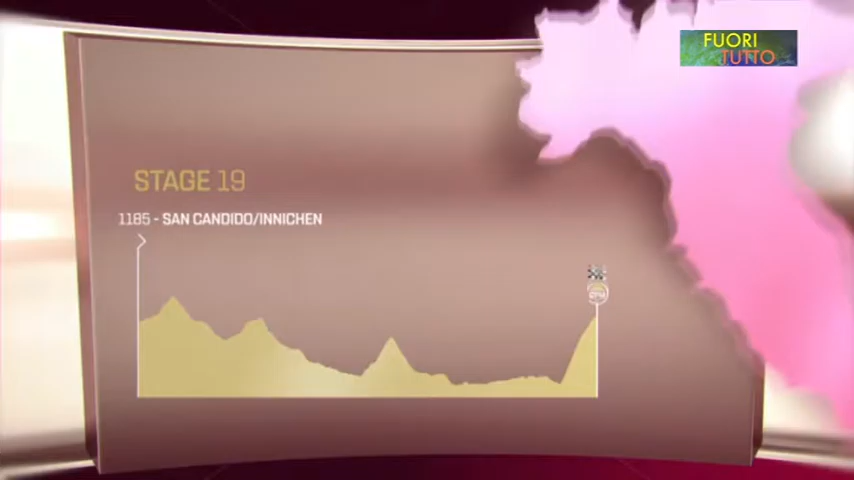 FUORI
TUTTO
STAGE 19
1185 - SAN CANDIDO/INNICHEN